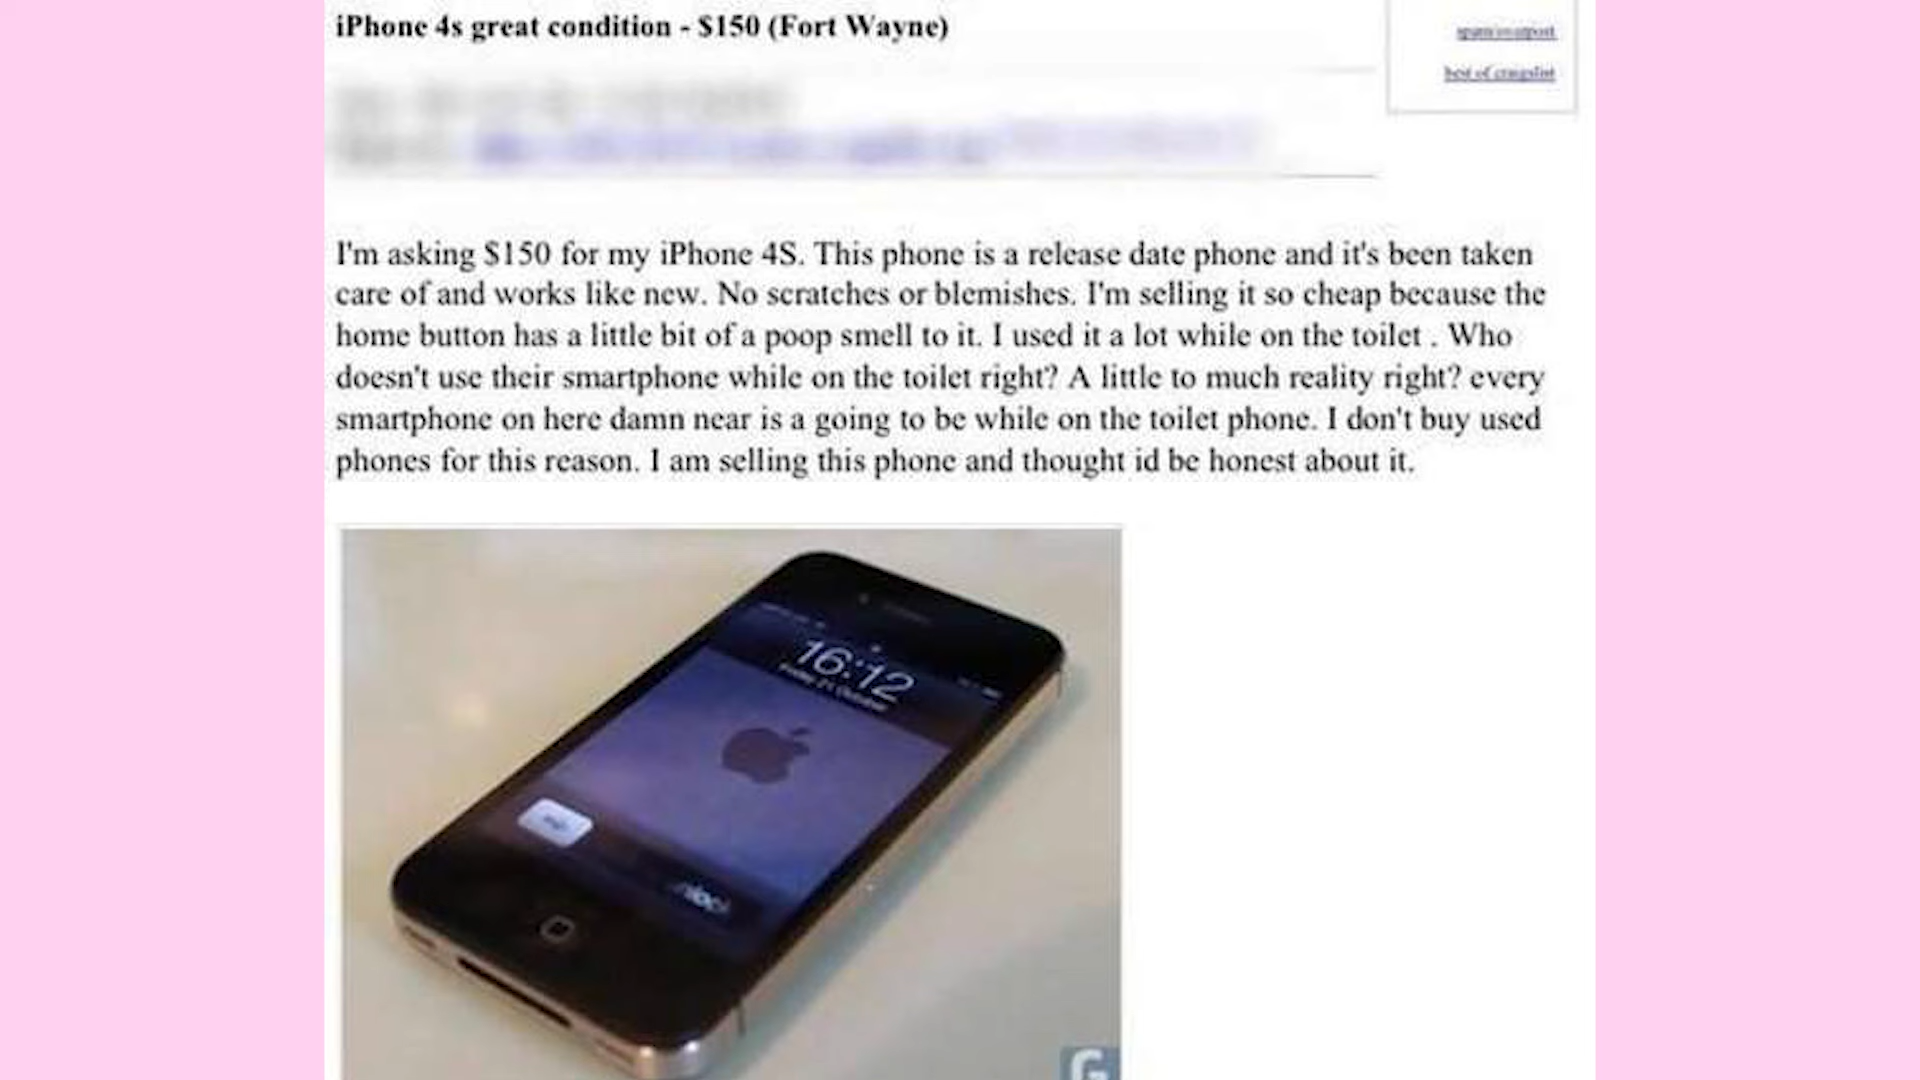 iPhone 4s great condition - $150 (Fort Wayne)
best of craigslist
I'm asking $150 for my iPhone 4S. This phone is a release date phone and it's been taken
care of and works like new. No scratches or blemishes. I'm selling it so cheap because the
home button has a little bit of a poop smell to it. I used it a lot while on the toilet . Who
doesn't use their smartphone while on the toilet right? A little to much reality right? every
smartphone on here damn near is a going to be while on the toilet phone. I don't buy used
phones for this reason. I am selling this phone and thought id be honest about it.
16:12
G